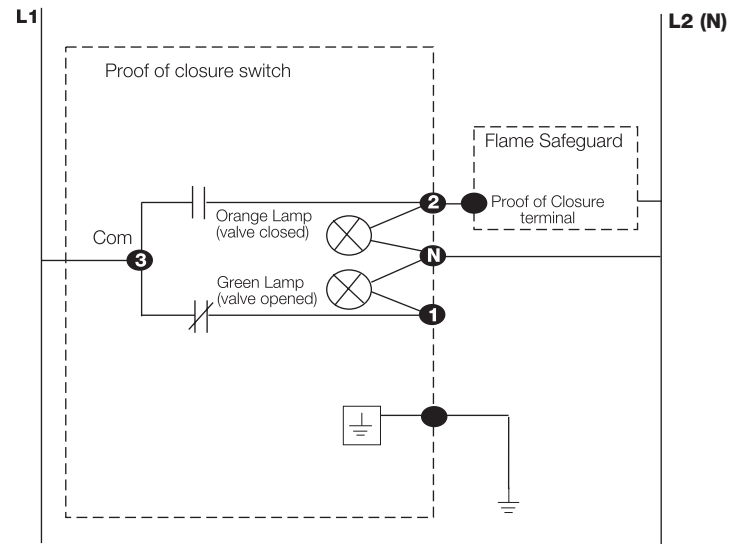 L1
L2 (N)
Proof of closure switch
Flame Safeguard
2
Proof of Closure
terminal
Orange Lamp
(valve closed)
Com
3
N
Green Lamp
(valve opened)
1